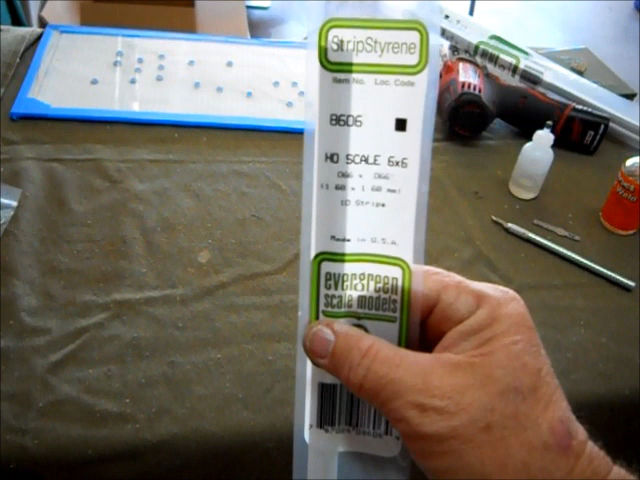 StripStyrene
Item No. Loc. Code
8606
HO SCALE 6x6
.066 x .066
(1.68 x 1.68 mm)
10 Strips
Made in U.S.A.
evergreen
scale models